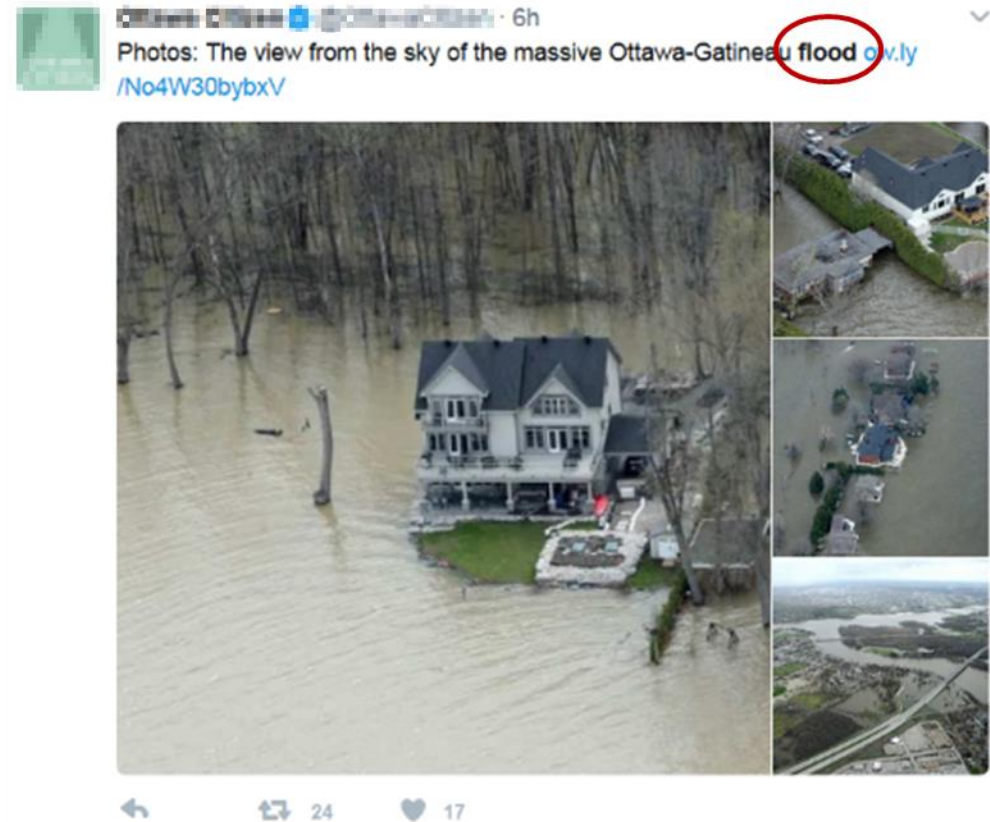 · 6h
Photos: The view from the sky of the massive Ottawa-Gatineau flood ow.ly
/No4W30bybxV
24 17